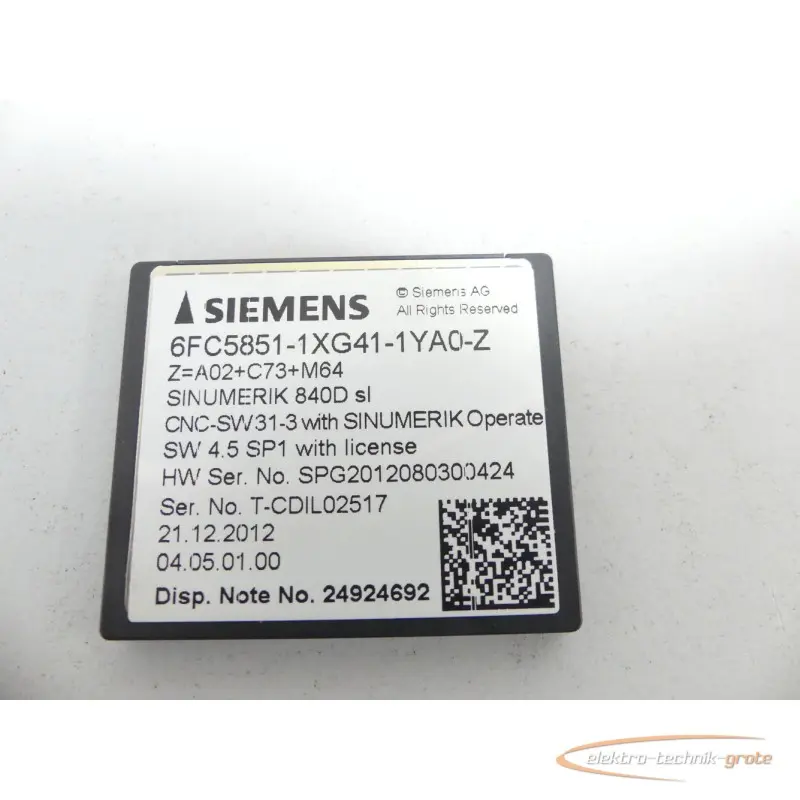 SIEMENS
© Siemens AG
All Rights Reserved
6FC5851-1XG41-1YA0-Z
Z=A02+C73+M64
SINUMERIK 840D sl
CNC-SW 31-3 with SINUMERIK Operate
SW 4.5 SP1 with license
HW Ser. No. SPG2012080300424
Ser. No. T-CDIL02517
21.12.2012
04.05.01.00
Disp. Note No. 24924692
elektro-technik-grote